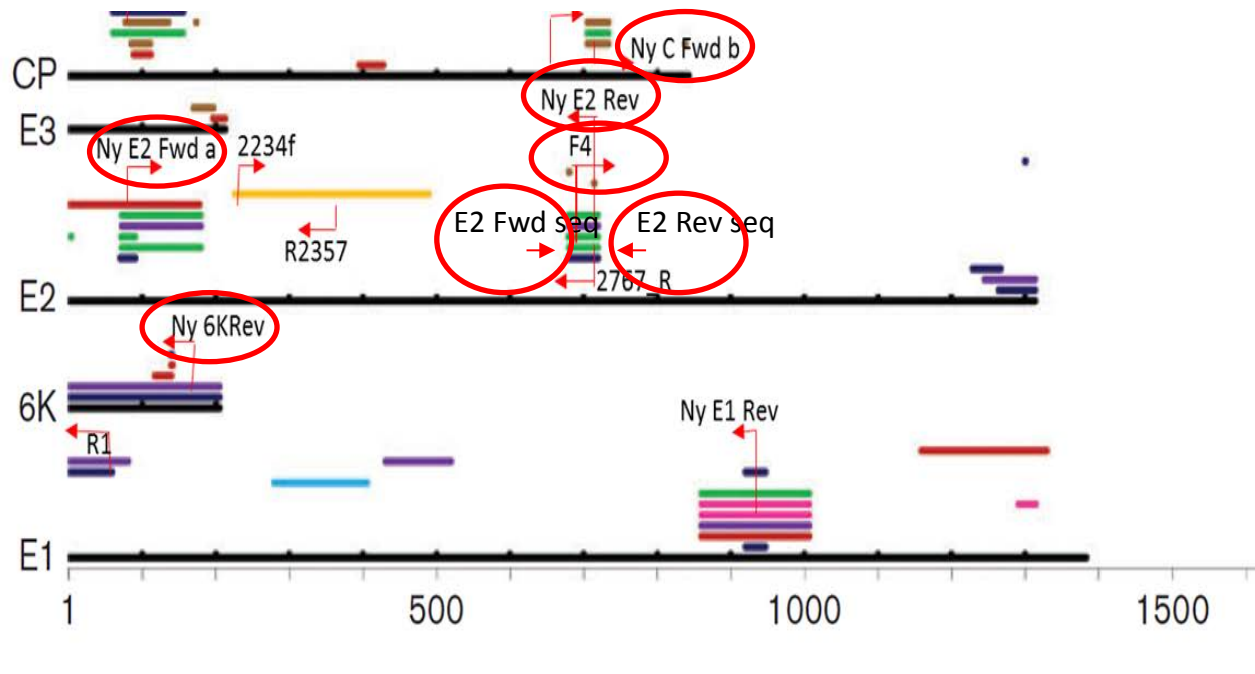 Ny C Fwd b
CP
Ny E2 Rev
E3
Ny E2 Fwd a
2234f
F4
E2 Fwd seq
E2 Rev seq
R2357
2767_R
E2
Ny 6KRev
6K
Ny E1 Rev
R1
E1
1
500
1000
1500